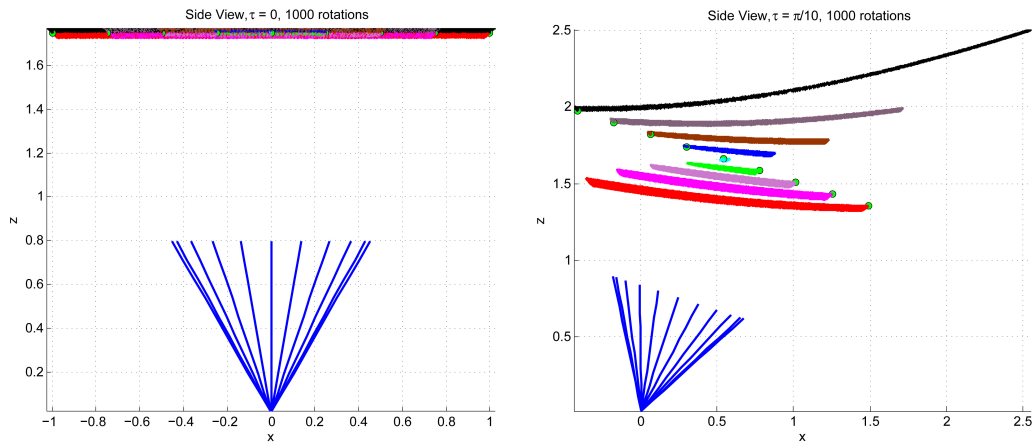 Side View, τ = 0, 1000 rotations
1.6
1.4
1.2
1
0.8
0.6
0.4
0.2
z
−1 −0.8 −0.6 −0.4 −0.2 0 0.2 0.4 0.6 0.8 1
x
Side View, τ = π/10, 1000 rotations
2.5
2
1.5
1
0.5
z
0 0.5 1 1.5 2 2.5
x